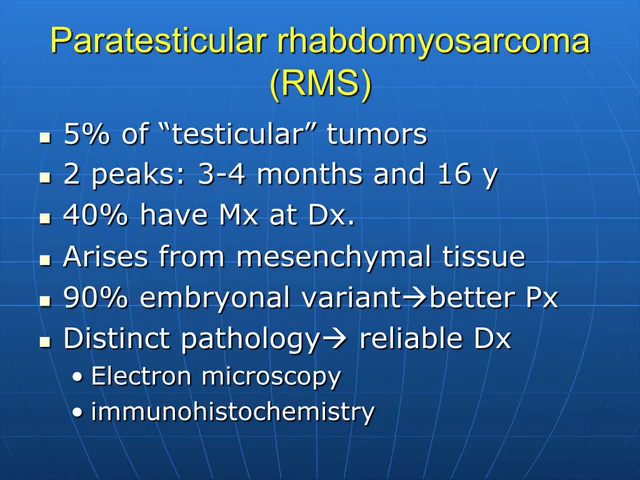 Paratesticular rhabdomyosarcoma
(RMS)
5% of “testicular” tumors
2 peaks: 3-4 months and 16 y
40% have Mx at Dx.
Arises from mesenchymal tissue
90% embryonal variant→better Px
Distinct pathology→ reliable Dx
Electron microscopy
immunohistochemistry